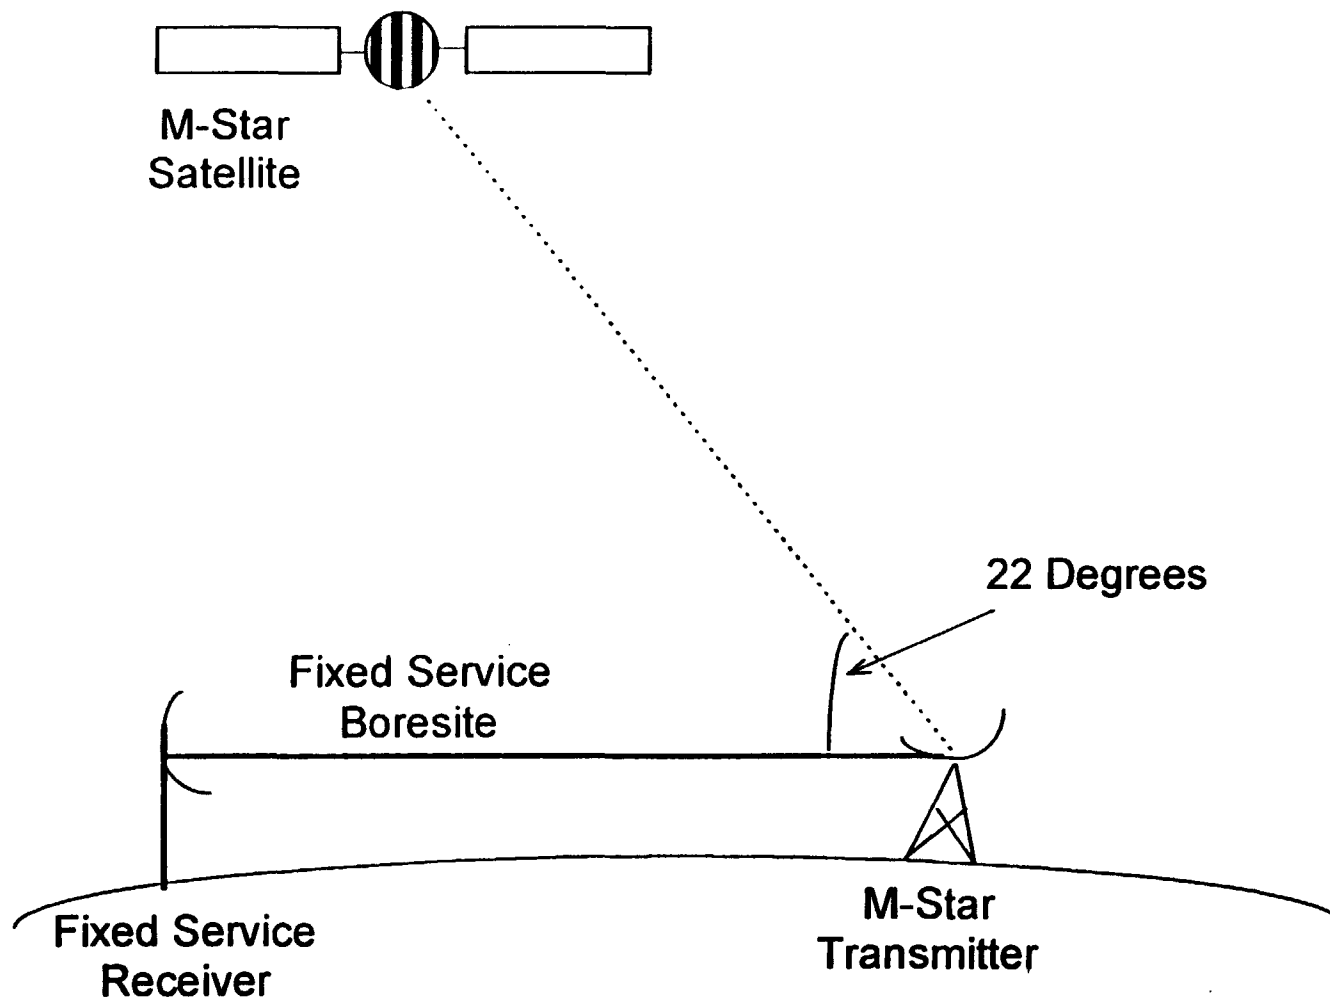 M-Star
Satellite
22 Degrees
Fixed Service
Boresite
Fixed Service
Receiver
M-Star
Transmitter